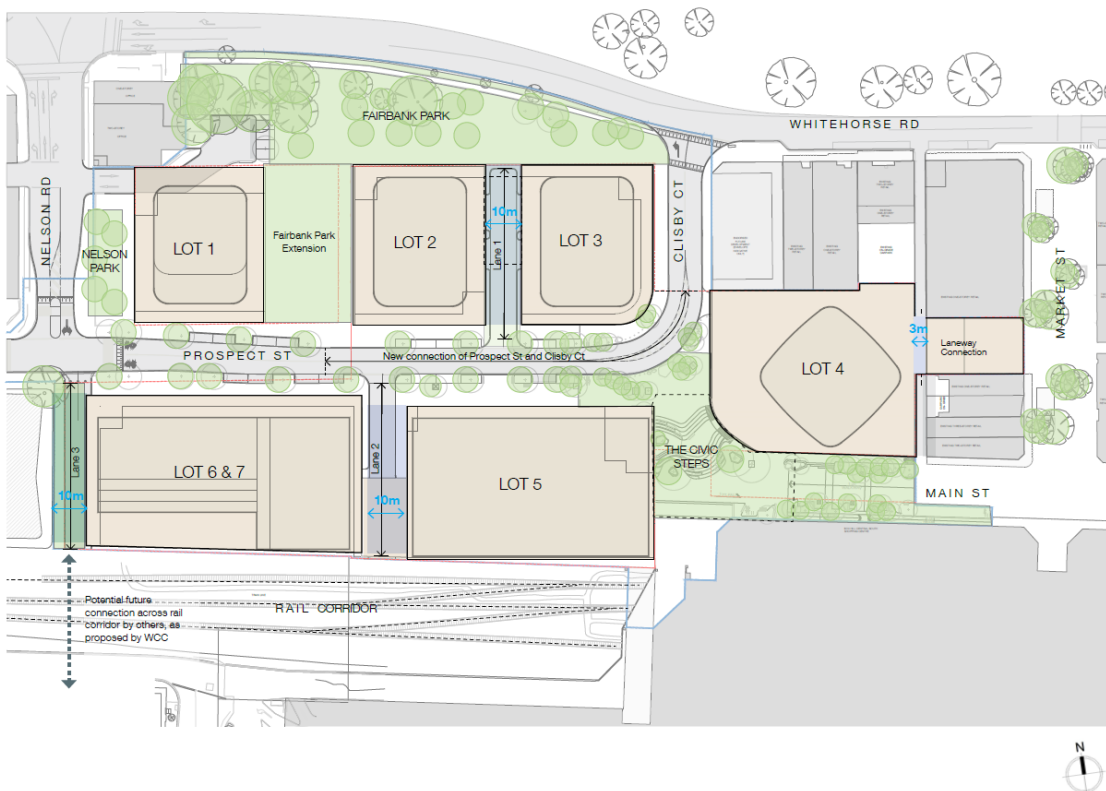 WHITEHORSE RD
FAIRBANK PARK
NELSON RD
NELSON
PARK
LOT 1
Fairbank Park
Extension
LOT 2
10m
Lane 1
LOT 3
CLISBY CT
MARKET ST
PROSPECT ST
New connection of Prospect St and Clisby Ct
3m
Laneway
Connection
LOT 4
Lane 3
10m
LOT 6 & 7
Lane 2
10m
LOT 5
THE CIVIC
STEPS
MAIN ST
RAIL CORRIDOR
Potential future
connection across rail
corridor by others, as
proposed by WCC
N